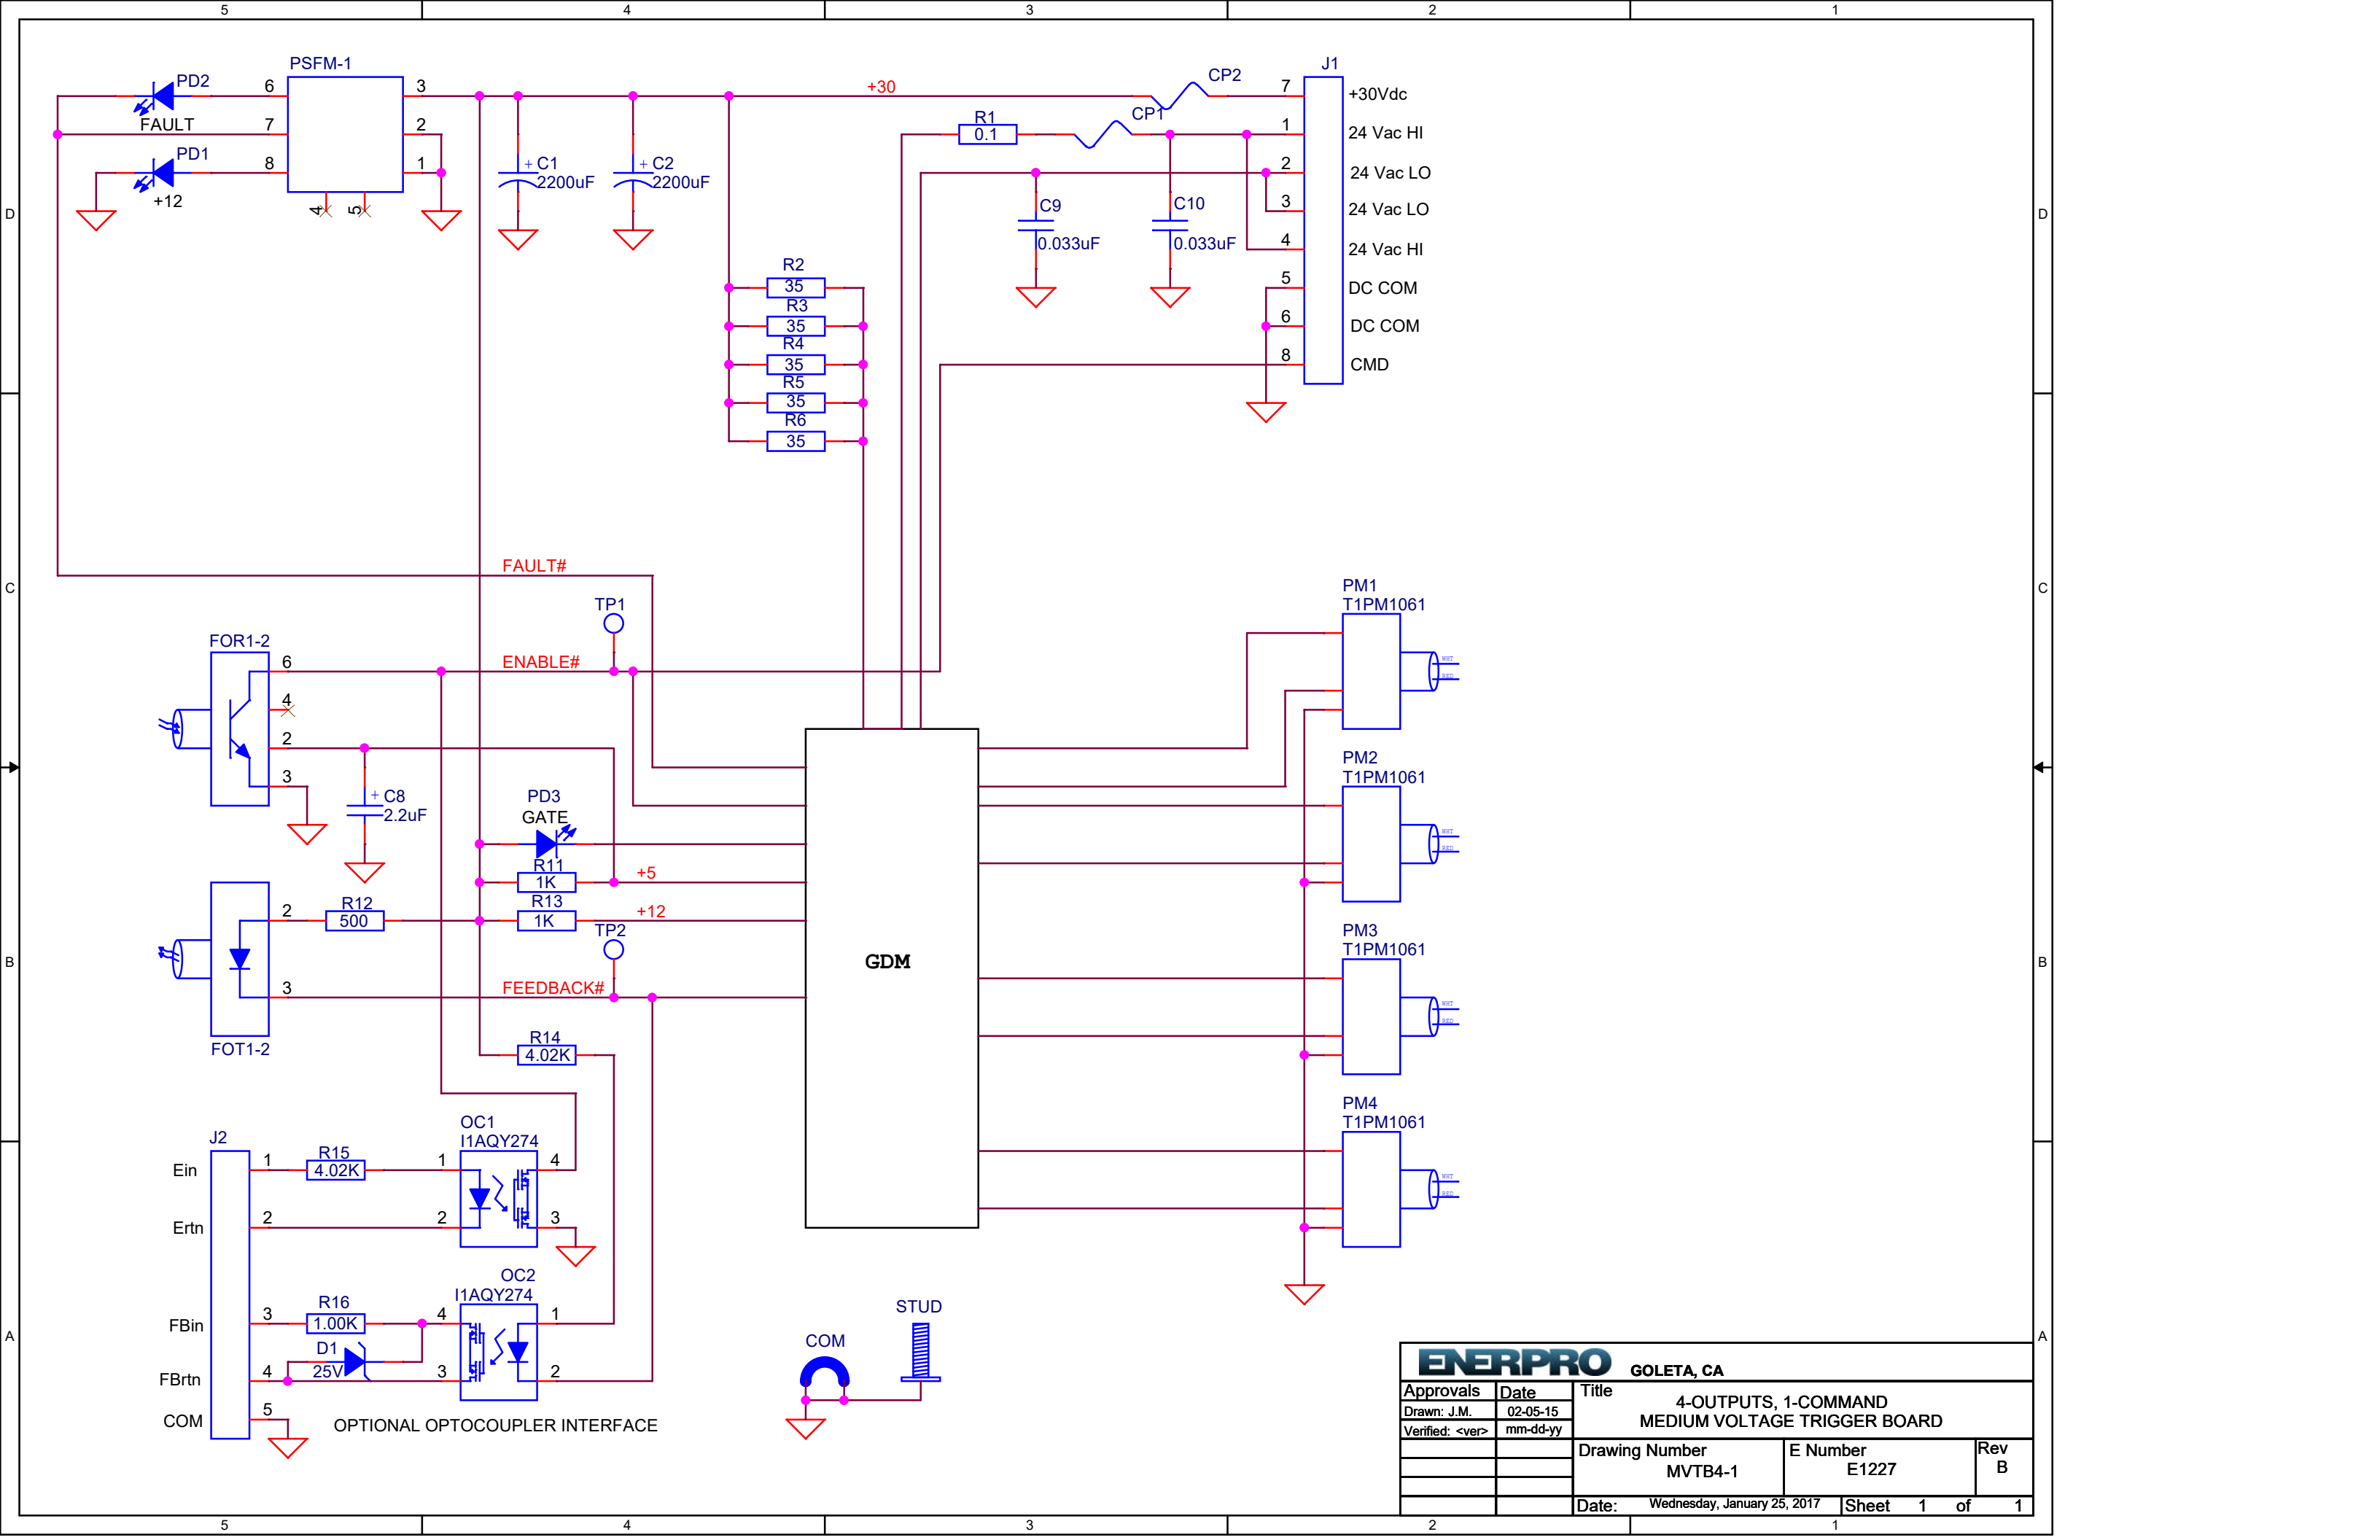 5 4 3 2 1
PSFM-1
PD2
FAULT
PD1
+12
6
7
8
3
2
1
4
5
+ C1
2200uF
+ C2
2200uF
+30
CP2
CP1
R1
0.1
C9
0.033uF
C10
0.033uF
J1
7 +30Vdc
1 24 Vac HI
2 24 Vac LO
3 24 Vac LO
4 24 Vac HI
5 DC COM
6 DC COM
8 CMD
R2
35
R3
35
R4
35
R5
35
R6
35
D
D
C
C
B
B
A
A
FAULT#
TP1
ENABLE#
FOR1-2
6
4
2
3
+ C8
2.2uF
PD3
GATE
R11
1K
+5
R13
1K
+12
TP2
FEEDBACK#
R12
500
2
3
FOT1-2
R14
4.02K
GDM
PM1
T1PM1061
WHT
RED
PM2
T1PM1061
WHT
RED
PM3
T1PM1061
WHT
RED
PM4
T1PM1061
WHT
RED
J2
Ein 1
R15
4.02K
OC1
I1AQY274
1
4
Ertn 2
2
3
OC2
I1AQY274
FBin 3
R16
1.00K
4
1
D1
25V
FBrtn 4
3
2
COM 5
OPTIONAL OPTOCOUPLER INTERFACE
COM
STUD
ENERPRO GOLETA, CA
Approvals Date
Drawn: J.M. 02-05-15
Verified: <ver> mm-dd-yy
Title
4-OUTPUTS, 1-COMMAND
MEDIUM VOLTAGE TRIGGER BOARD
Drawing Number
MVTB4-1
E Number
E1227
Rev
B
Date: Wednesday, January 25, 2017
Sheet 1 of 1
5 4 3 2 1